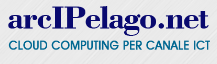 arcIPelago.net
CLOUD COMPUTING PER CANALE ICT